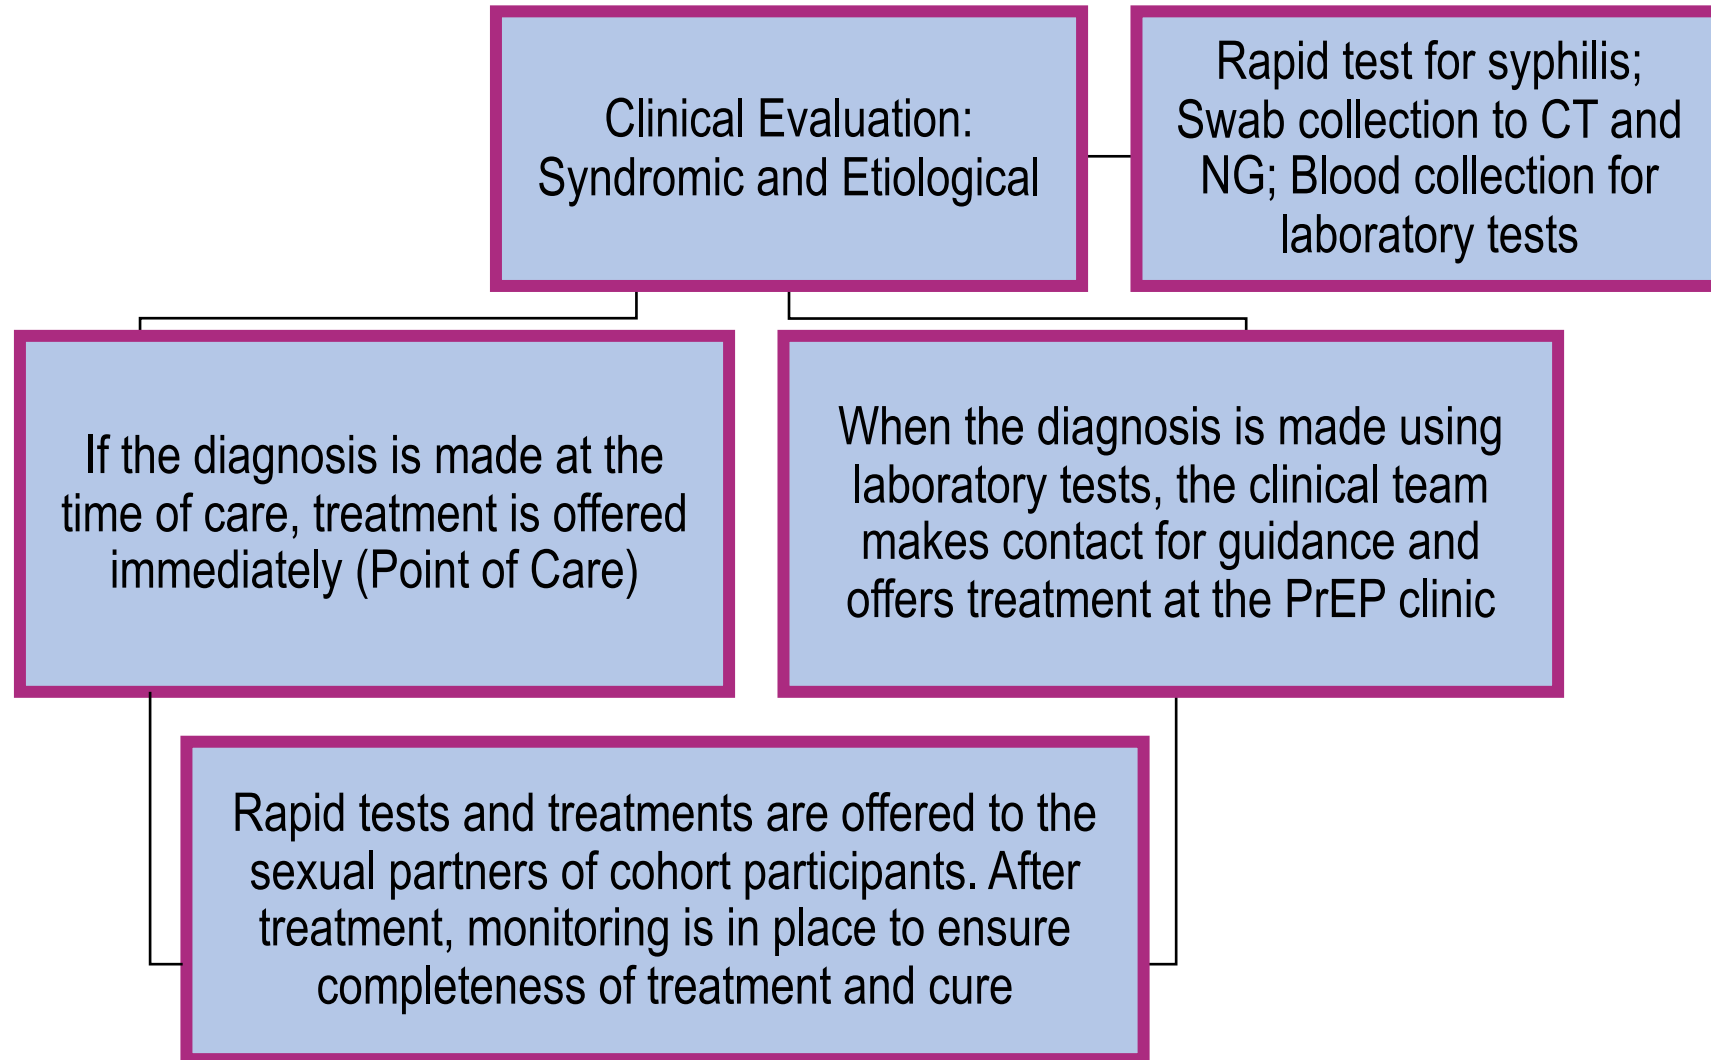 Clinical Evaluation:
Syndromic and Etiological
Rapid test for syphilis;
Swab collection to CT and
NG; Blood collection for
laboratory tests
If the diagnosis is made at the
time of care, treatment is offered
immediately (Point of Care)
When the diagnosis is made using
laboratory tests, the clinical team
makes contact for guidance and
offers treatment at the PrEP clinic
Rapid tests and treatments are offered to the
sexual partners of cohort participants. After
treatment, monitoring is in place to ensure
completeness of treatment and cure